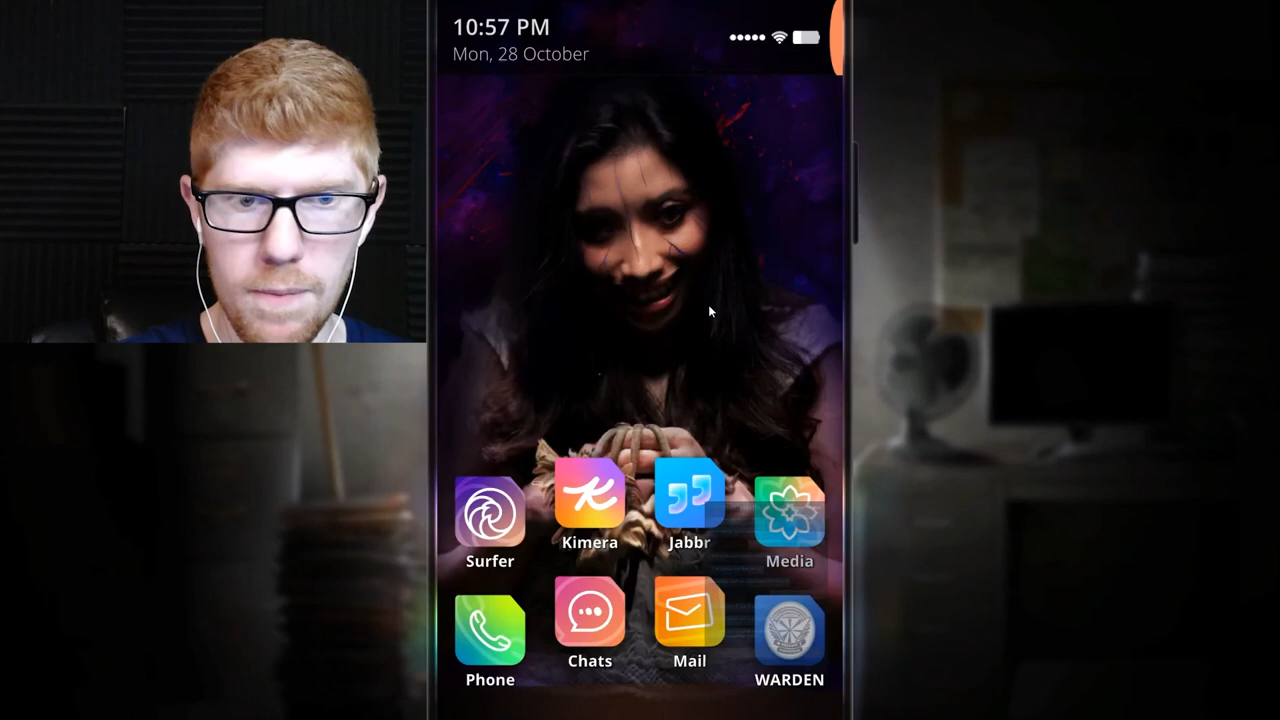 10:57 PM
Mon, 28 October
Surfer
Kimera
Jabbr
Media
Phone
Chats
Mail
WARDEN